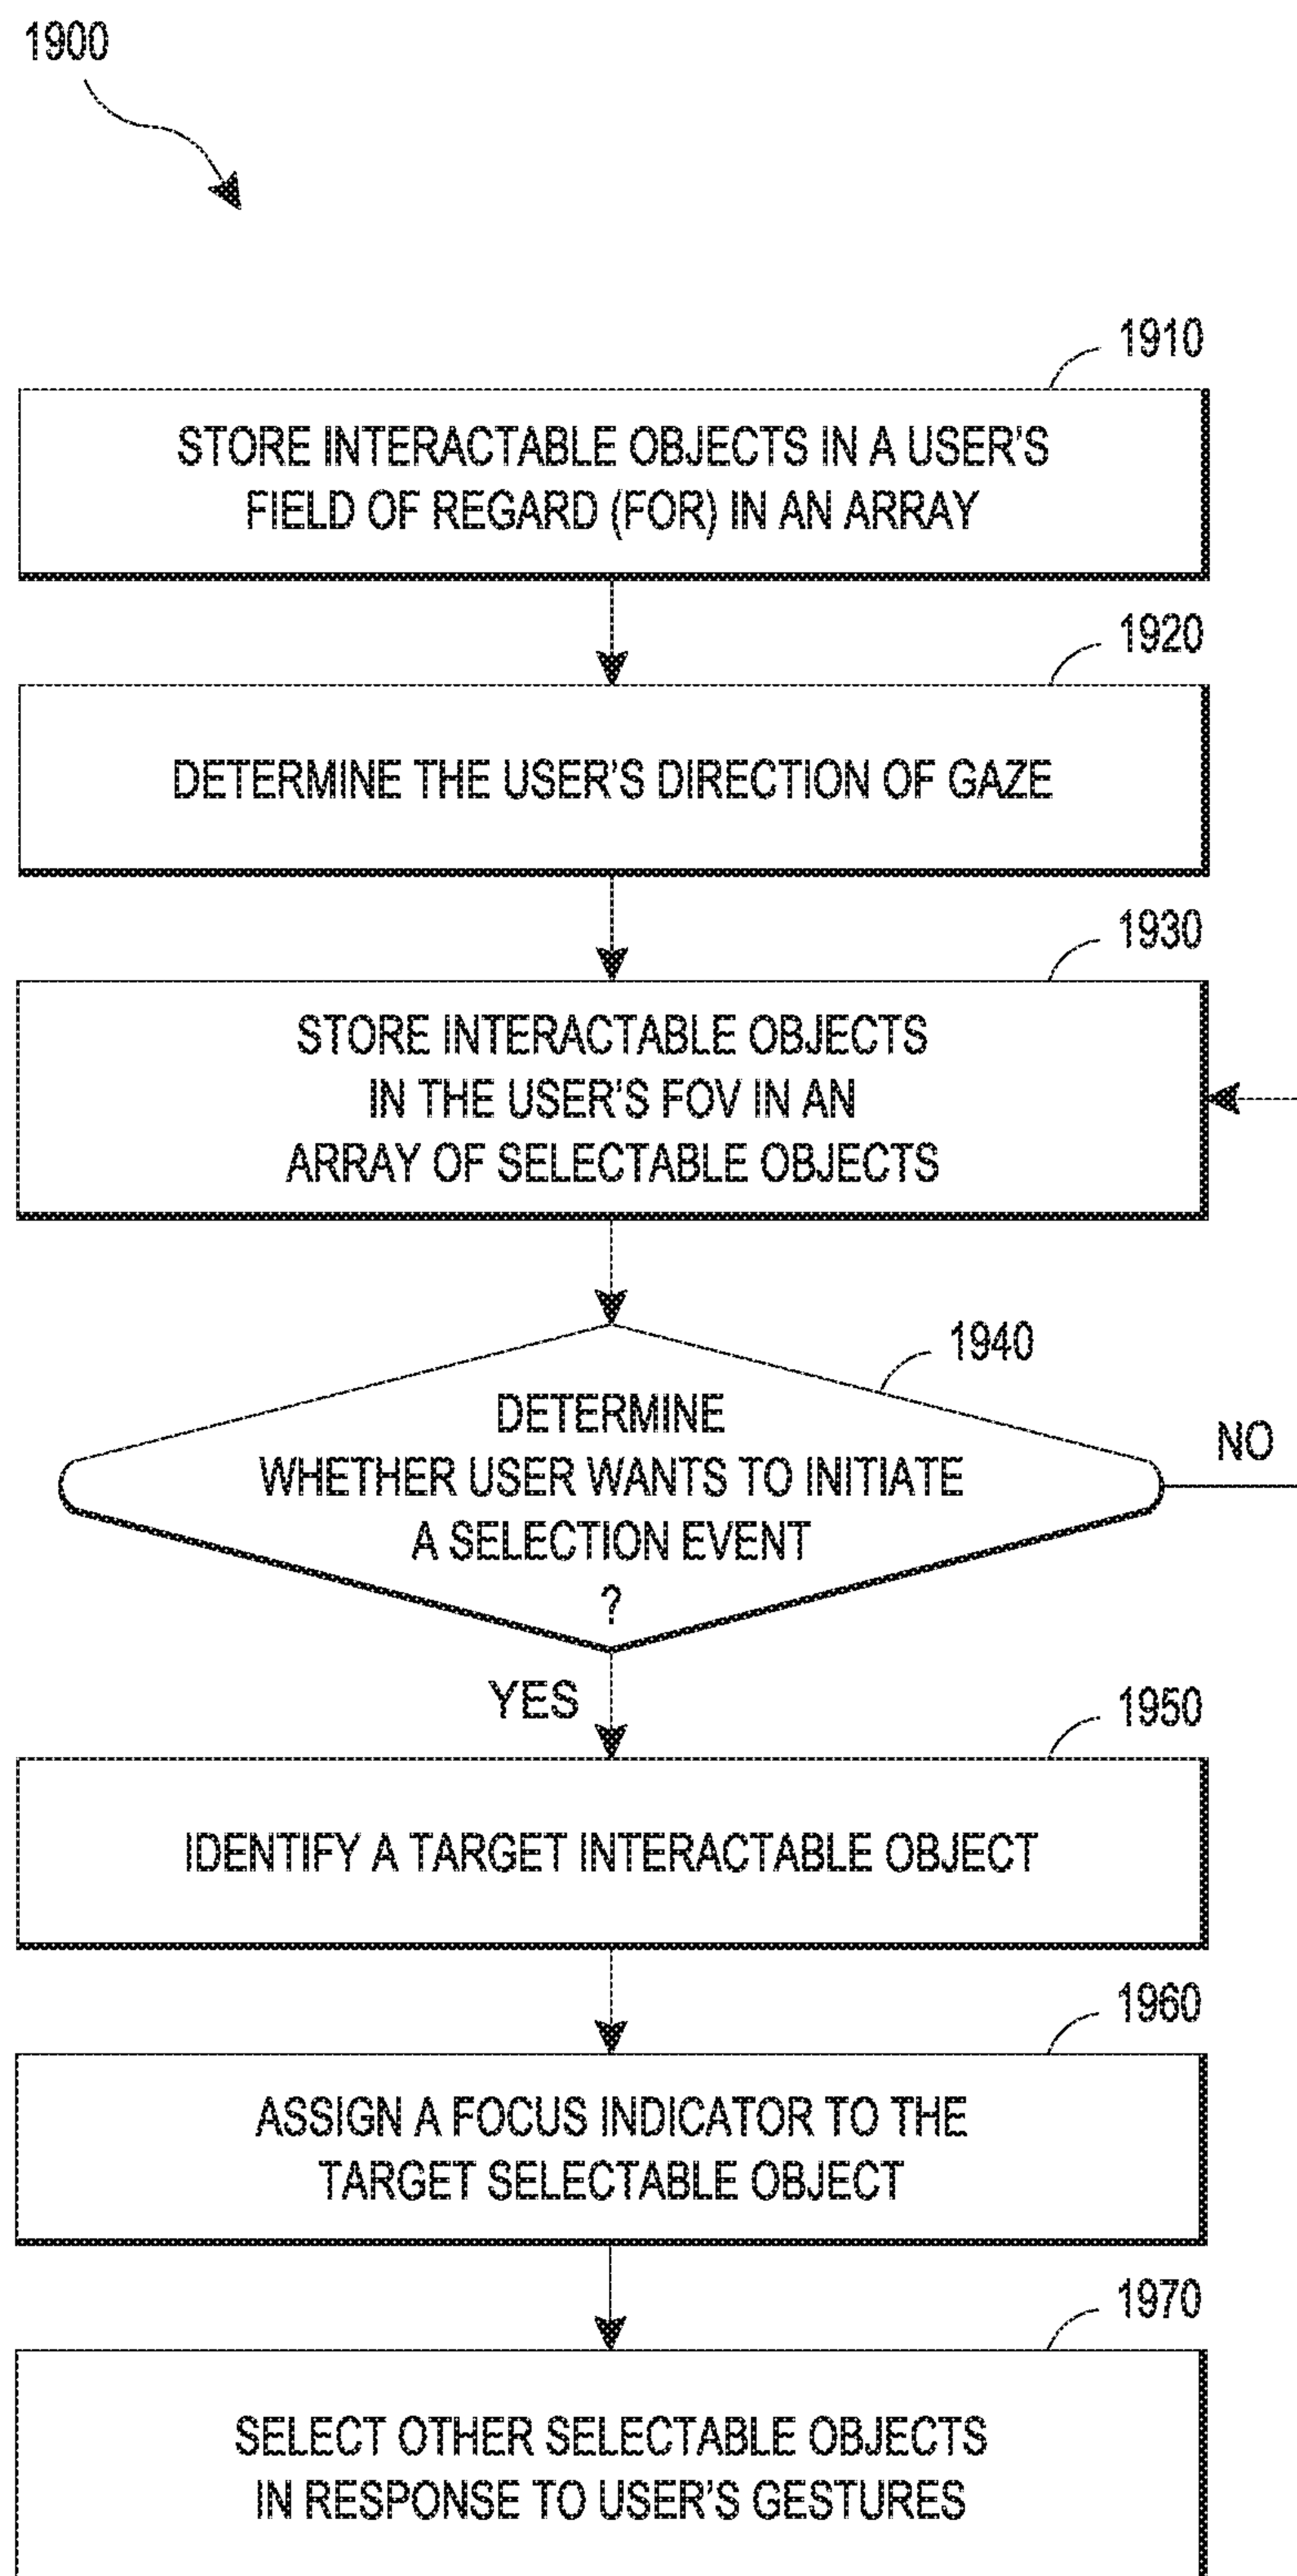 1900
1910
STORE INTERACTABLE OBJECTS IN A USER'S
FIELD OF REGARD (FOR) IN AN ARRAY
1920
DETERMINE THE USER'S DIRECTION OF GAZE
1930
STORE INTERACTABLE OBJECTS
IN THE USER'S FOV IN AN
ARRAY OF SELECTABLE OBJECTS
1940
DETERMINE
WHETHER USER WANTS TO INITIATE
A SELECTION EVENT
?
NO
YES
1950
IDENTIFY A TARGET INTERACTABLE OBJECT
1960
ASSIGN A FOCUS INDICATOR TO THE
TARGET SELECTABLE OBJECT
1970
SELECT OTHER SELECTABLE OBJECTS
IN RESPONSE TO USER'S GESTURES